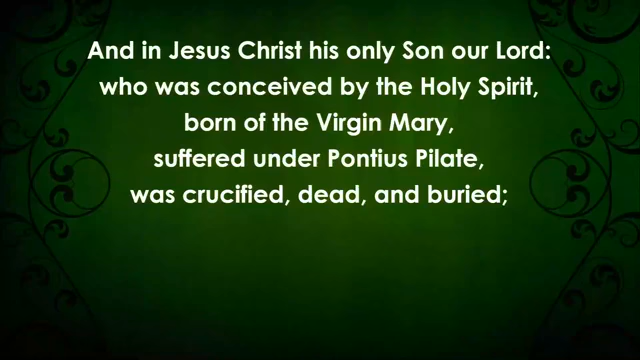 And in Jesus Christ his only Son our Lord:
who was conceived by the Holy Spirit,
born of the Virgin Mary,
suffered under Pontius Pilate,
was crucified, dead, and buried;